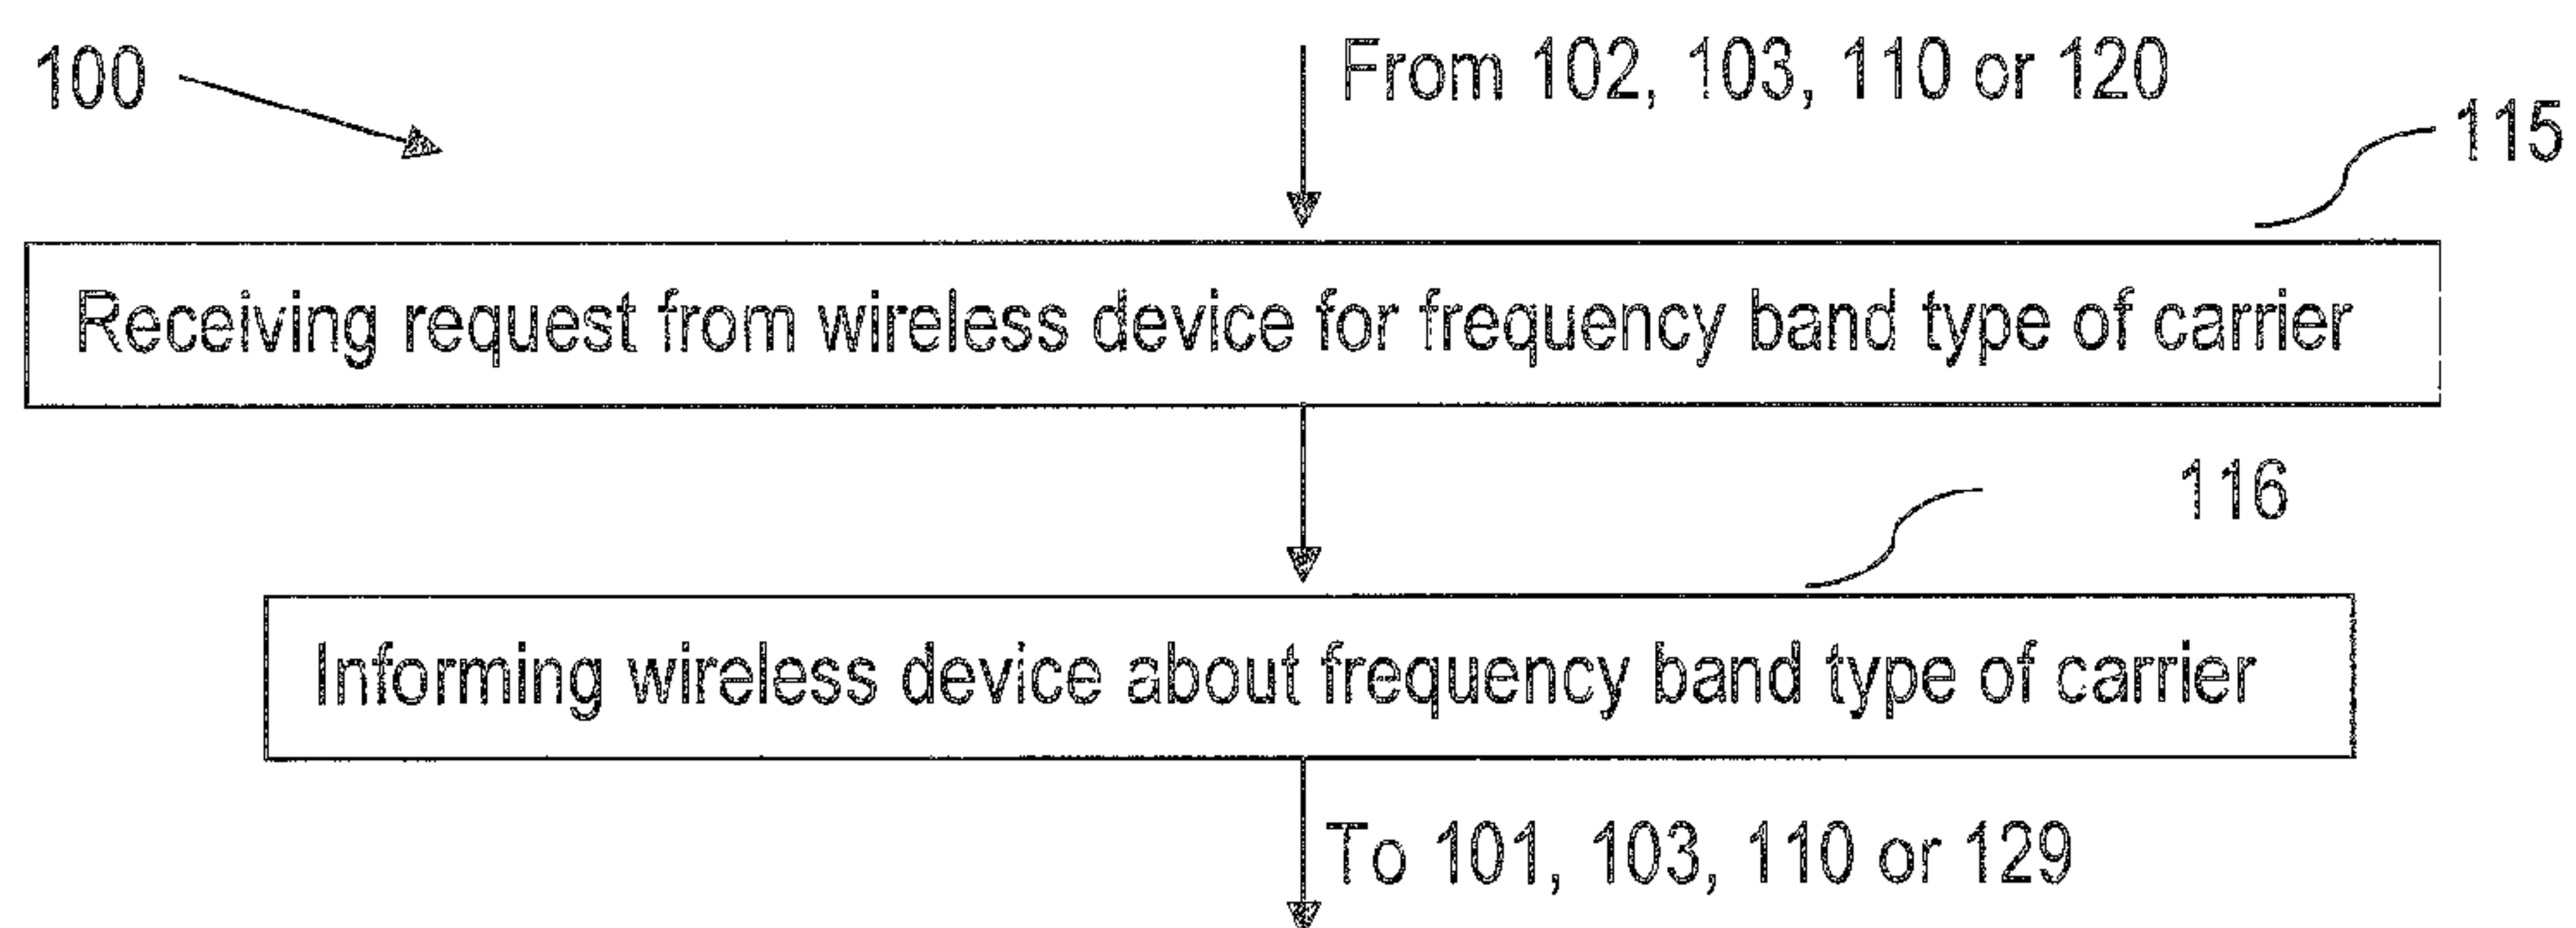 100
From 102, 103, 110 or 120
115
Receiving request from wireless device for frequency band type of carrier
116
Informing wireless device about frequency band type of carrier
To 101, 103, 110 or 129